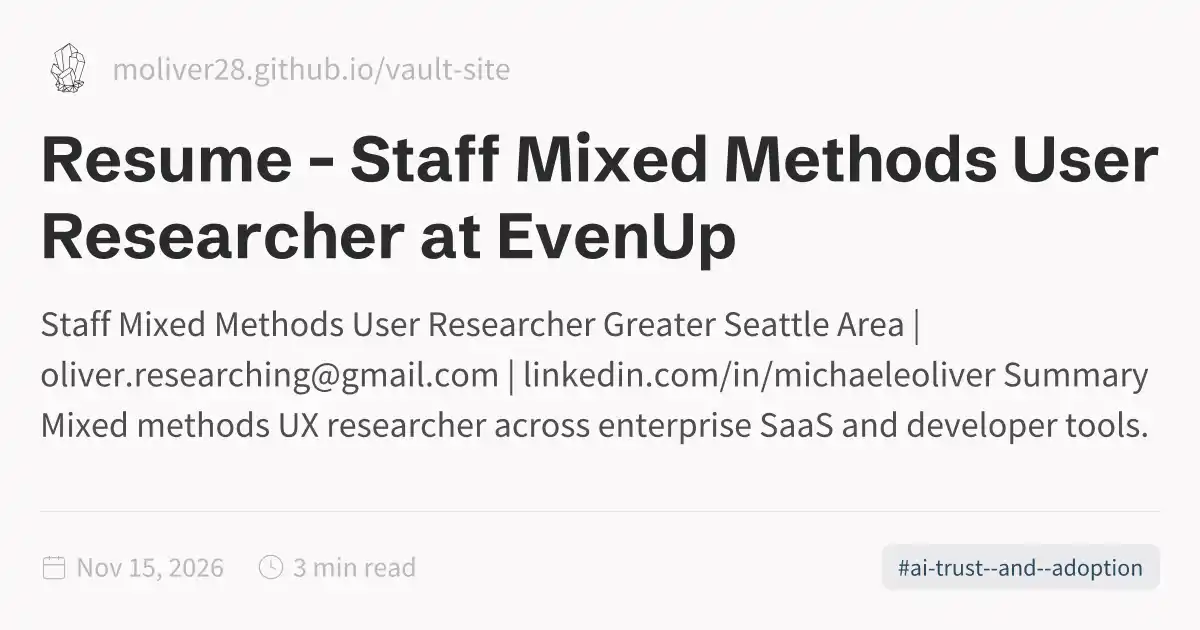 moliver28.github.io/vault-site
Resume - Staff Mixed Methods User
Researcher at EvenUp
Staff Mixed Methods User Researcher Greater Seattle Area |
oliver.researching@gmail.com | linkedin.com/in/michaeleoliver Summary
Mixed methods UX researcher across enterprise SaaS and developer tools.
Nov 15, 2026 3 min read #ai-trust--and--adoption